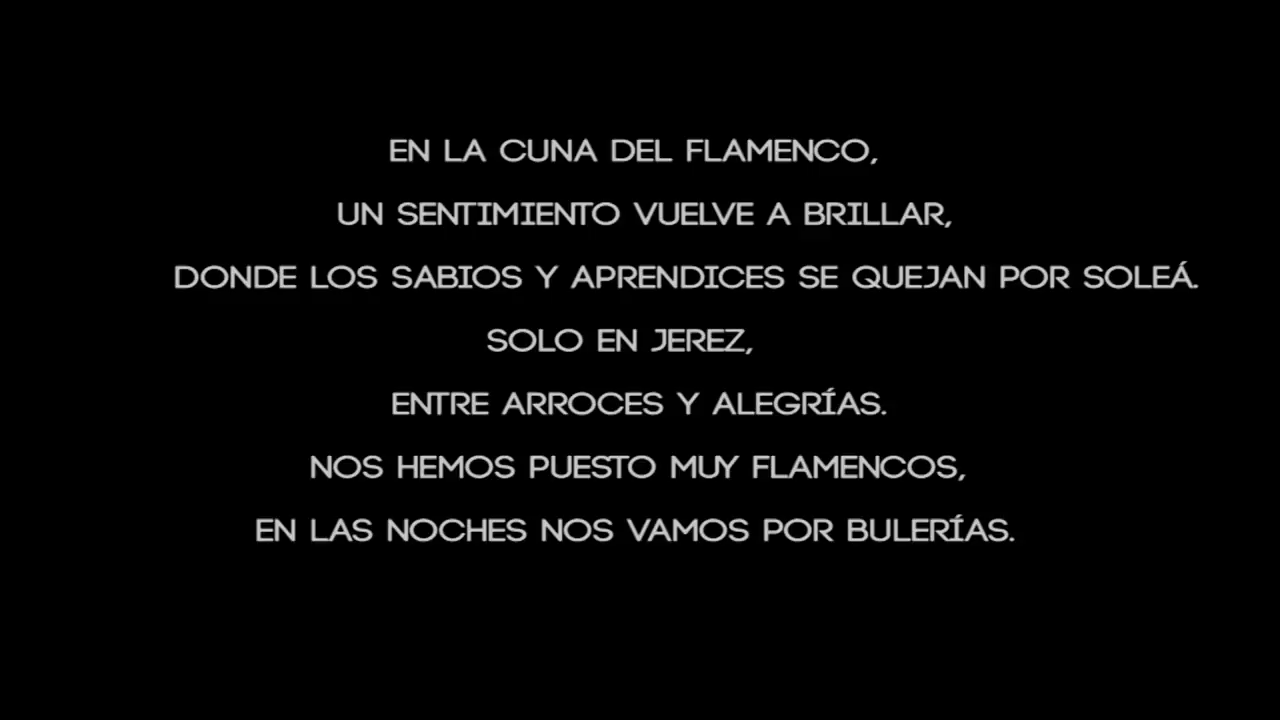 EN LA CUNA DEL FLAMENCO,
UN SENTIMIENTO VUELVE A BRILLAR,
DONDE LOS SABIOS Y APRENDICES SE QUEJAN POR SOLEÁ.
SOLO EN JEREZ,
ENTRE ARROCES Y ALEGRÍAS.
NOS HEMOS PUESTO MUY FLAMENCOS,
EN LAS NOCHES NOS VAMOS POR BULERÍAS.